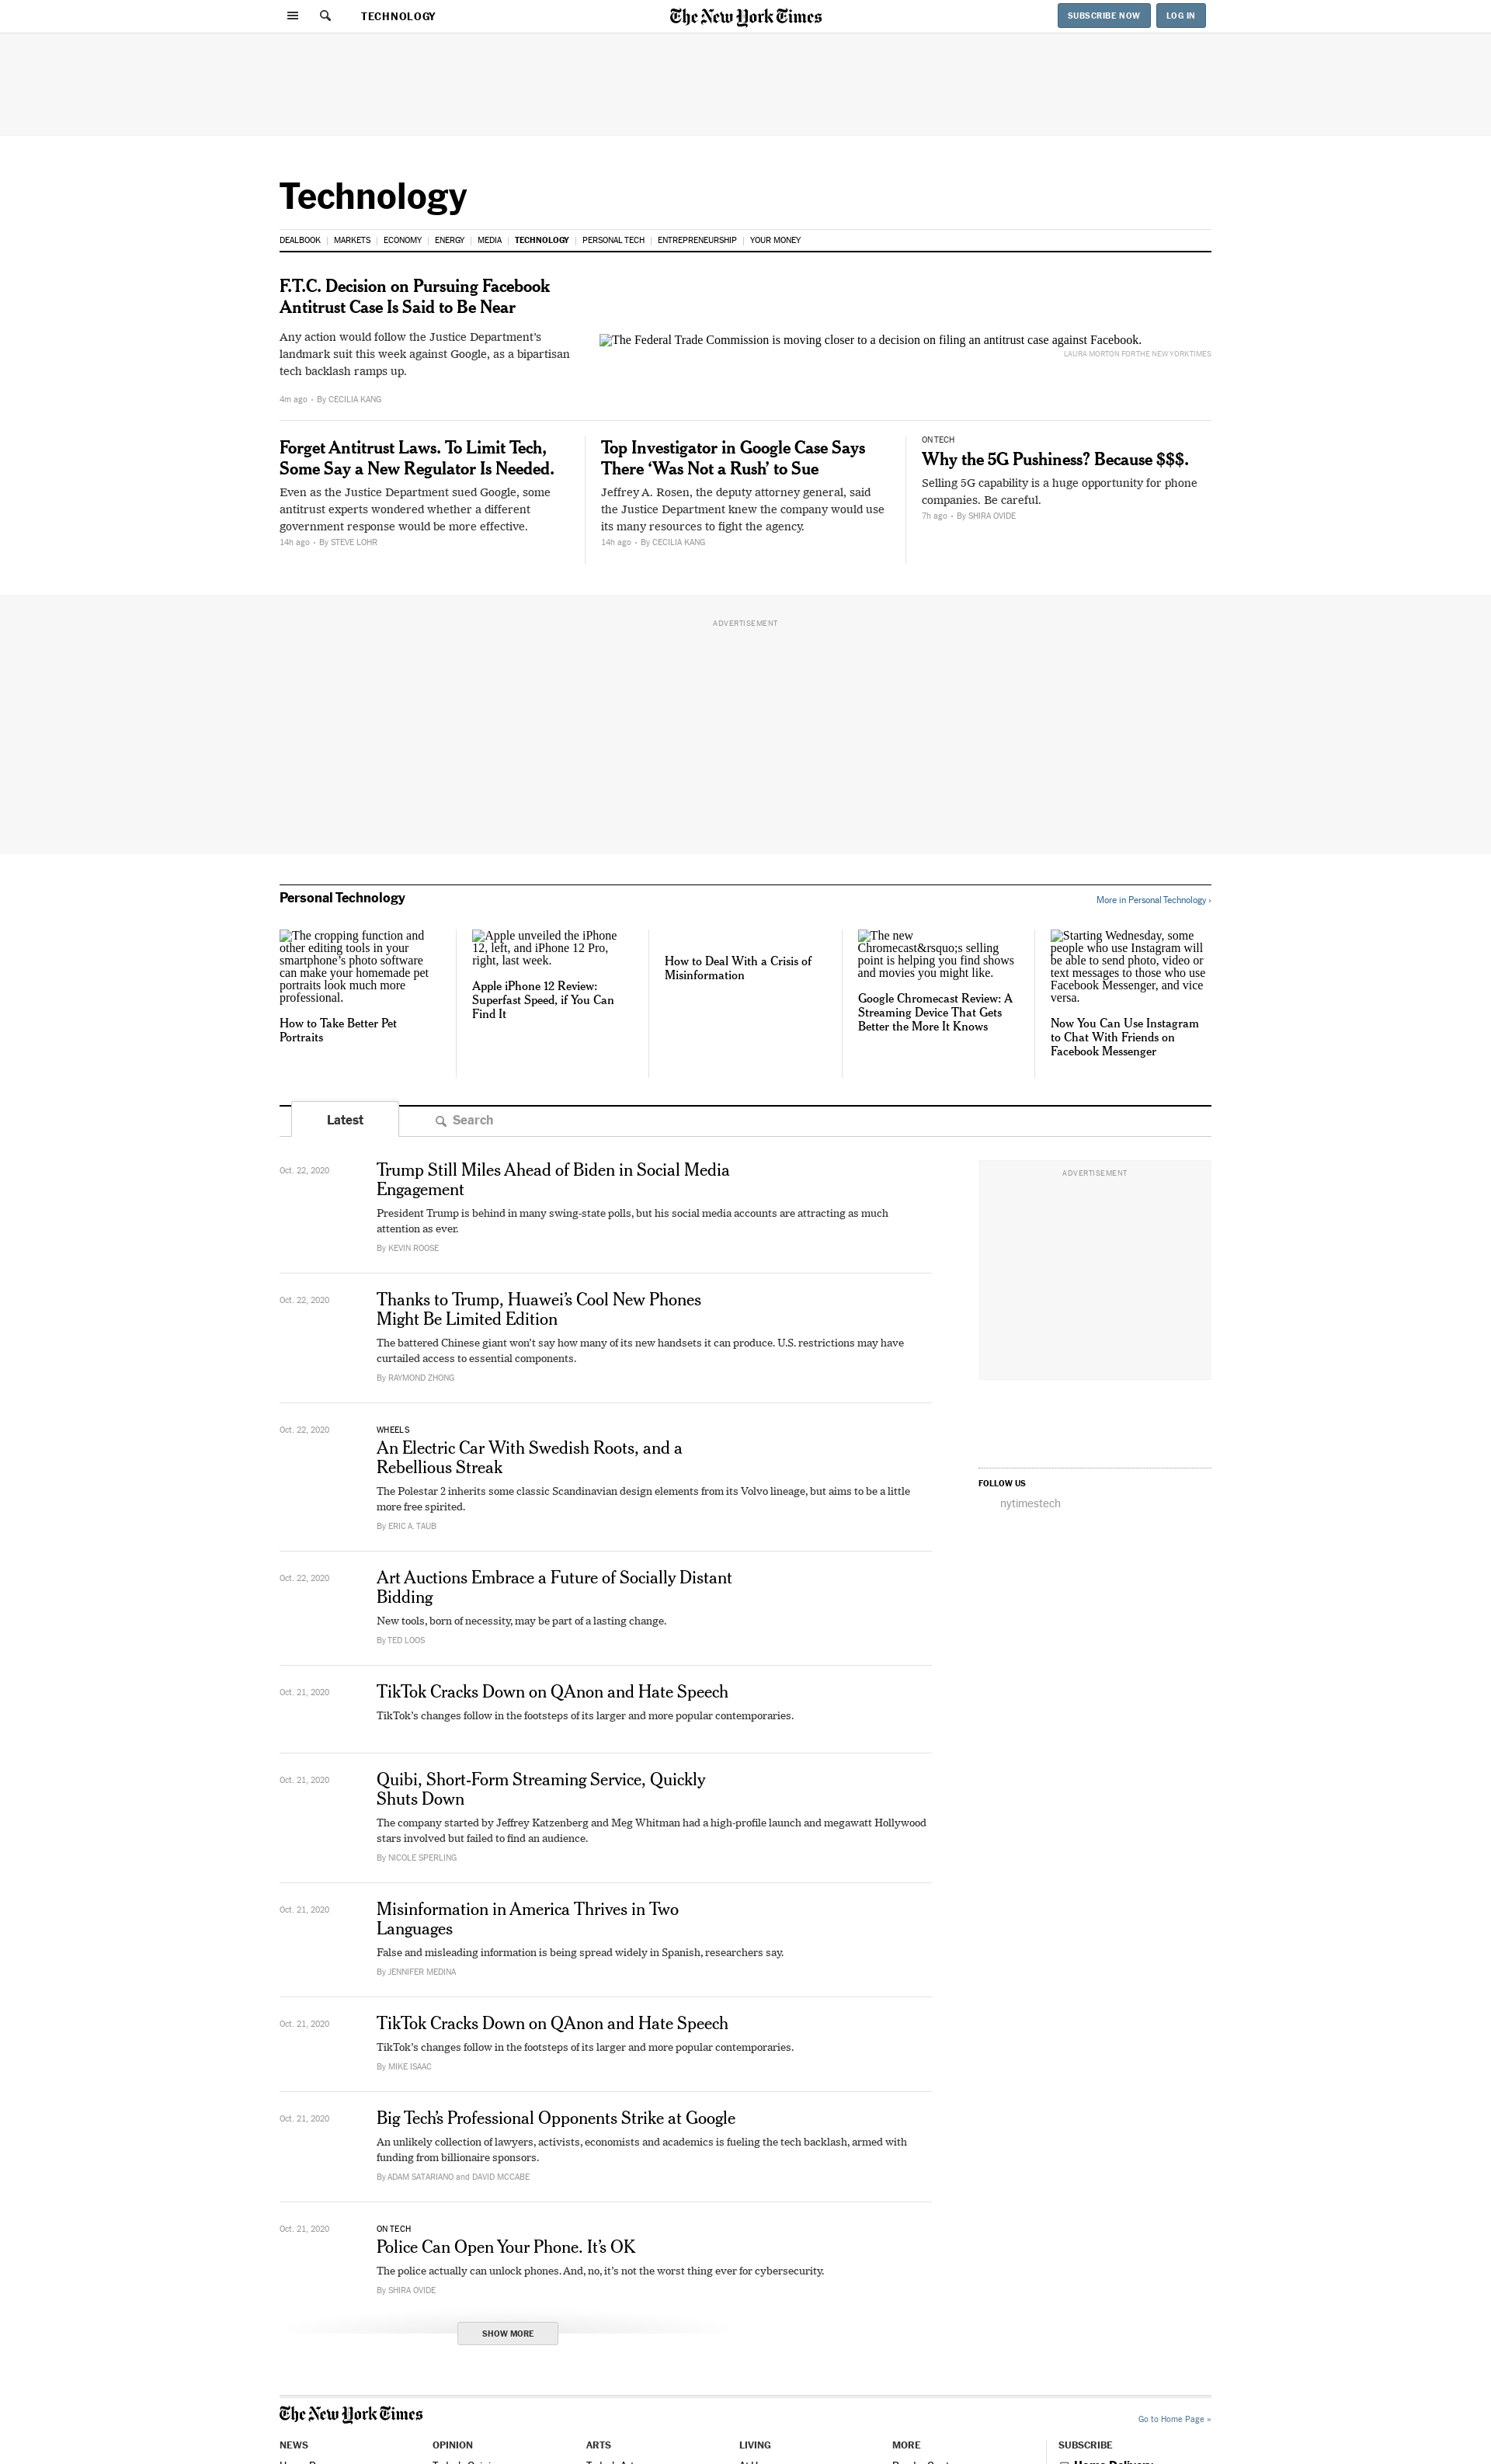 TECHNOLOGY
The New York Times
SUBSCRIBE NOW
LOG IN
Technology
DEALBOOK
MARKETS
ECONOMY
ENERGY
MEDIA
TECHNOLOGY
PERSONAL TECH
ENTREPRENEURSHIP
YOUR MONEY
F.T.C. Decision on Pursuing Facebook
Antitrust Case Is Said to Be Near
Any action would follow the Justice Department’s
landmark suit this week against Google, as a bipartisan
tech backlash ramps up.
4m ago • By CECILIA KANG
The Federal Trade Commission is moving closer to a decision on filing an antitrust case against Facebook.
LAURA MORTON FOR THE NEW YORK TIMES
Forget Antitrust Laws. To Limit Tech,
Some Say a New Regulator Is Needed.
Even as the Justice Department sued Google, some
antitrust experts wondered whether a different
government response would be more effective.
14h ago • By STEVE LOHR
Top Investigator in Google Case Says
There ‘Was Not a Rush’ to Sue
Jeffrey A. Rosen, the deputy attorney general, said
the Justice Department knew the company would use
its many resources to fight the agency.
14h ago • By CECILIA KANG
ON TECH
Why the 5G Pushiness? Because $$$.
Selling 5G capability is a huge opportunity for phone
companies. Be careful.
7h ago • By SHIRA OVIDE
ADVERTISEMENT
Personal Technology
More in Personal Technology ›
The cropping function and
other editing tools in your
smartphone’s photo software
can make your homemade pet
portraits look much more
professional.
How to Take Better Pet
Portraits
Apple unveiled the iPhone
12, left, and iPhone 12 Pro,
right, last week.
Apple iPhone 12 Review:
Superfast Speed, if You Can
Find It
How to Deal With a Crisis of
Misinformation
The new
Chromecast&rsquo;s selling
point is helping you find shows
and movies you might like.
Google Chromecast Review: A
Streaming Device That Gets
Better the More It Knows
Starting Wednesday, some
people who use Instagram will
be able to send photo, video or
text messages to those who use
Facebook Messenger, and vice
versa.
Now You Can Use Instagram
to Chat With Friends on
Facebook Messenger
Latest
Search
Oct. 22, 2020
Trump Still Miles Ahead of Biden in Social Media
Engagement
President Trump is behind in many swing-state polls, but his social media accounts are attracting as much
attention as ever.
By KEVIN ROOSE
ADVERTISEMENT
Oct. 22, 2020
Thanks to Trump, Huawei’s Cool New Phones
Might Be Limited Edition
The battered Chinese giant won’t say how many of its new handsets it can produce. U.S. restrictions may have
curtailed access to essential components.
By RAYMOND ZHONG
Oct. 22, 2020
WHEELS
An Electric Car With Swedish Roots, and a
Rebellious Streak
The Polestar 2 inherits some classic Scandinavian design elements from its Volvo lineage, but aims to be a little
more free spirited.
By ERIC A. TAUB
FOLLOW US
nytimestech
Oct. 22, 2020
Art Auctions Embrace a Future of Socially Distant
Bidding
New tools, born of necessity, may be part of a lasting change.
By TED LOOS
Oct. 21, 2020
TikTok Cracks Down on QAnon and Hate Speech
TikTok’s changes follow in the footsteps of its larger and more popular contemporaries.
Oct. 21, 2020
Quibi, Short-Form Streaming Service, Quickly
Shuts Down
The company started by Jeffrey Katzenberg and Meg Whitman had a high-profile launch and megawatt Hollywood
stars involved but failed to find an audience.
By NICOLE SPERLING
Oct. 21, 2020
Misinformation in America Thrives in Two
Languages
False and misleading information is being spread widely in Spanish, researchers say.
By JENNIFER MEDINA
Oct. 21, 2020
TikTok Cracks Down on QAnon and Hate Speech
TikTok’s changes follow in the footsteps of its larger and more popular contemporaries.
By MIKE ISAAC
Oct. 21, 2020
Big Tech’s Professional Opponents Strike at Google
An unlikely collection of lawyers, activists, economists and academics is fueling the tech backlash, armed with
funding from billionaire sponsors.
By ADAM SATARIANO and DAVID MCCABE
Oct. 21, 2020
ON TECH
Police Can Open Your Phone. It’s OK
The police actually can unlock phones. And, no, it’s not the worst thing ever for cybersecurity.
By SHIRA OVIDE
SHOW MORE
The New York Times
Go to Home Page »
NEWS
OPINION
ARTS
LIVING
MORE
SUBSCRIBE